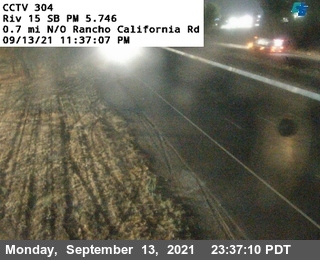 CCTV 304
Riv 15 SB PM 5.746
0.7 mi N/O Rancho California Rd
09/13/21 11:37:07 PM
Monday, September 13, 2021 23:37:10 PDT